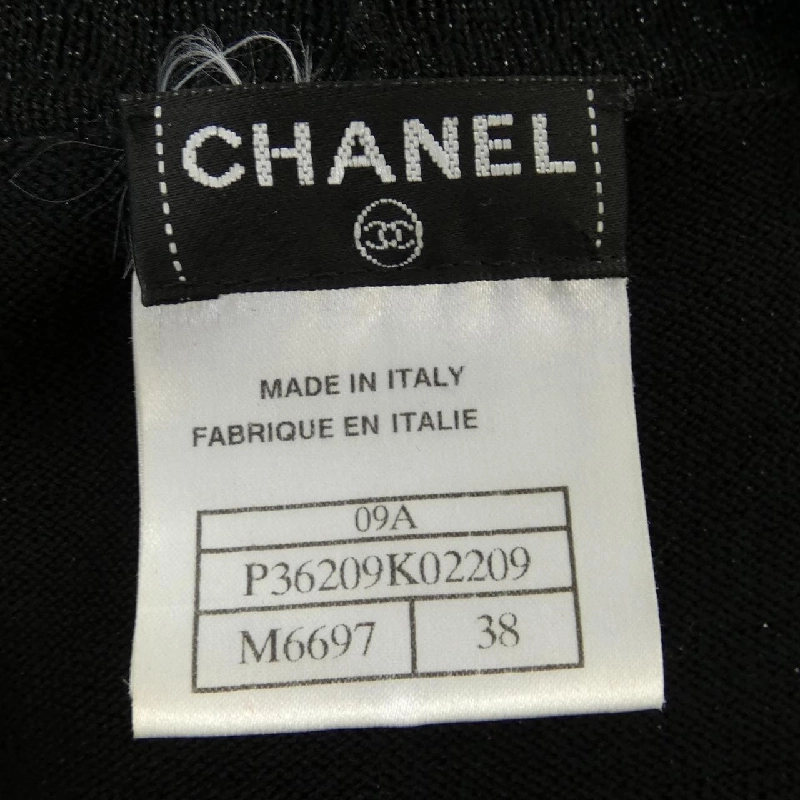 CHANEL
MADE IN ITALY
FABRIQUE EN ITALIE
09A
P36209K02209
M6697 38